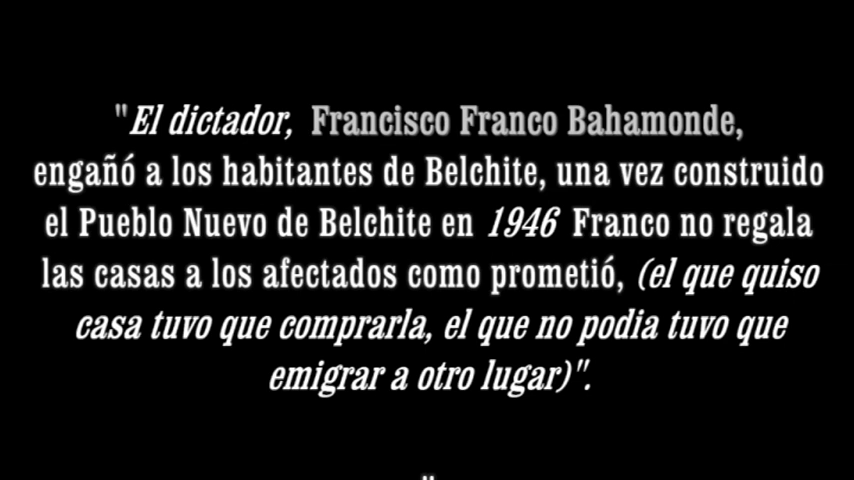 "El dictador, Francisco Franco Bahamonde,
engañó a los habitantes de Belchite, una vez construido
el Pueblo Nuevo de Belchite en 1946 Franco no regala
las casas a los afectados como prometió, (el que quiso
casa tuvo que comprarla, el que no podia tuvo que
emigrar a otro lugar)".